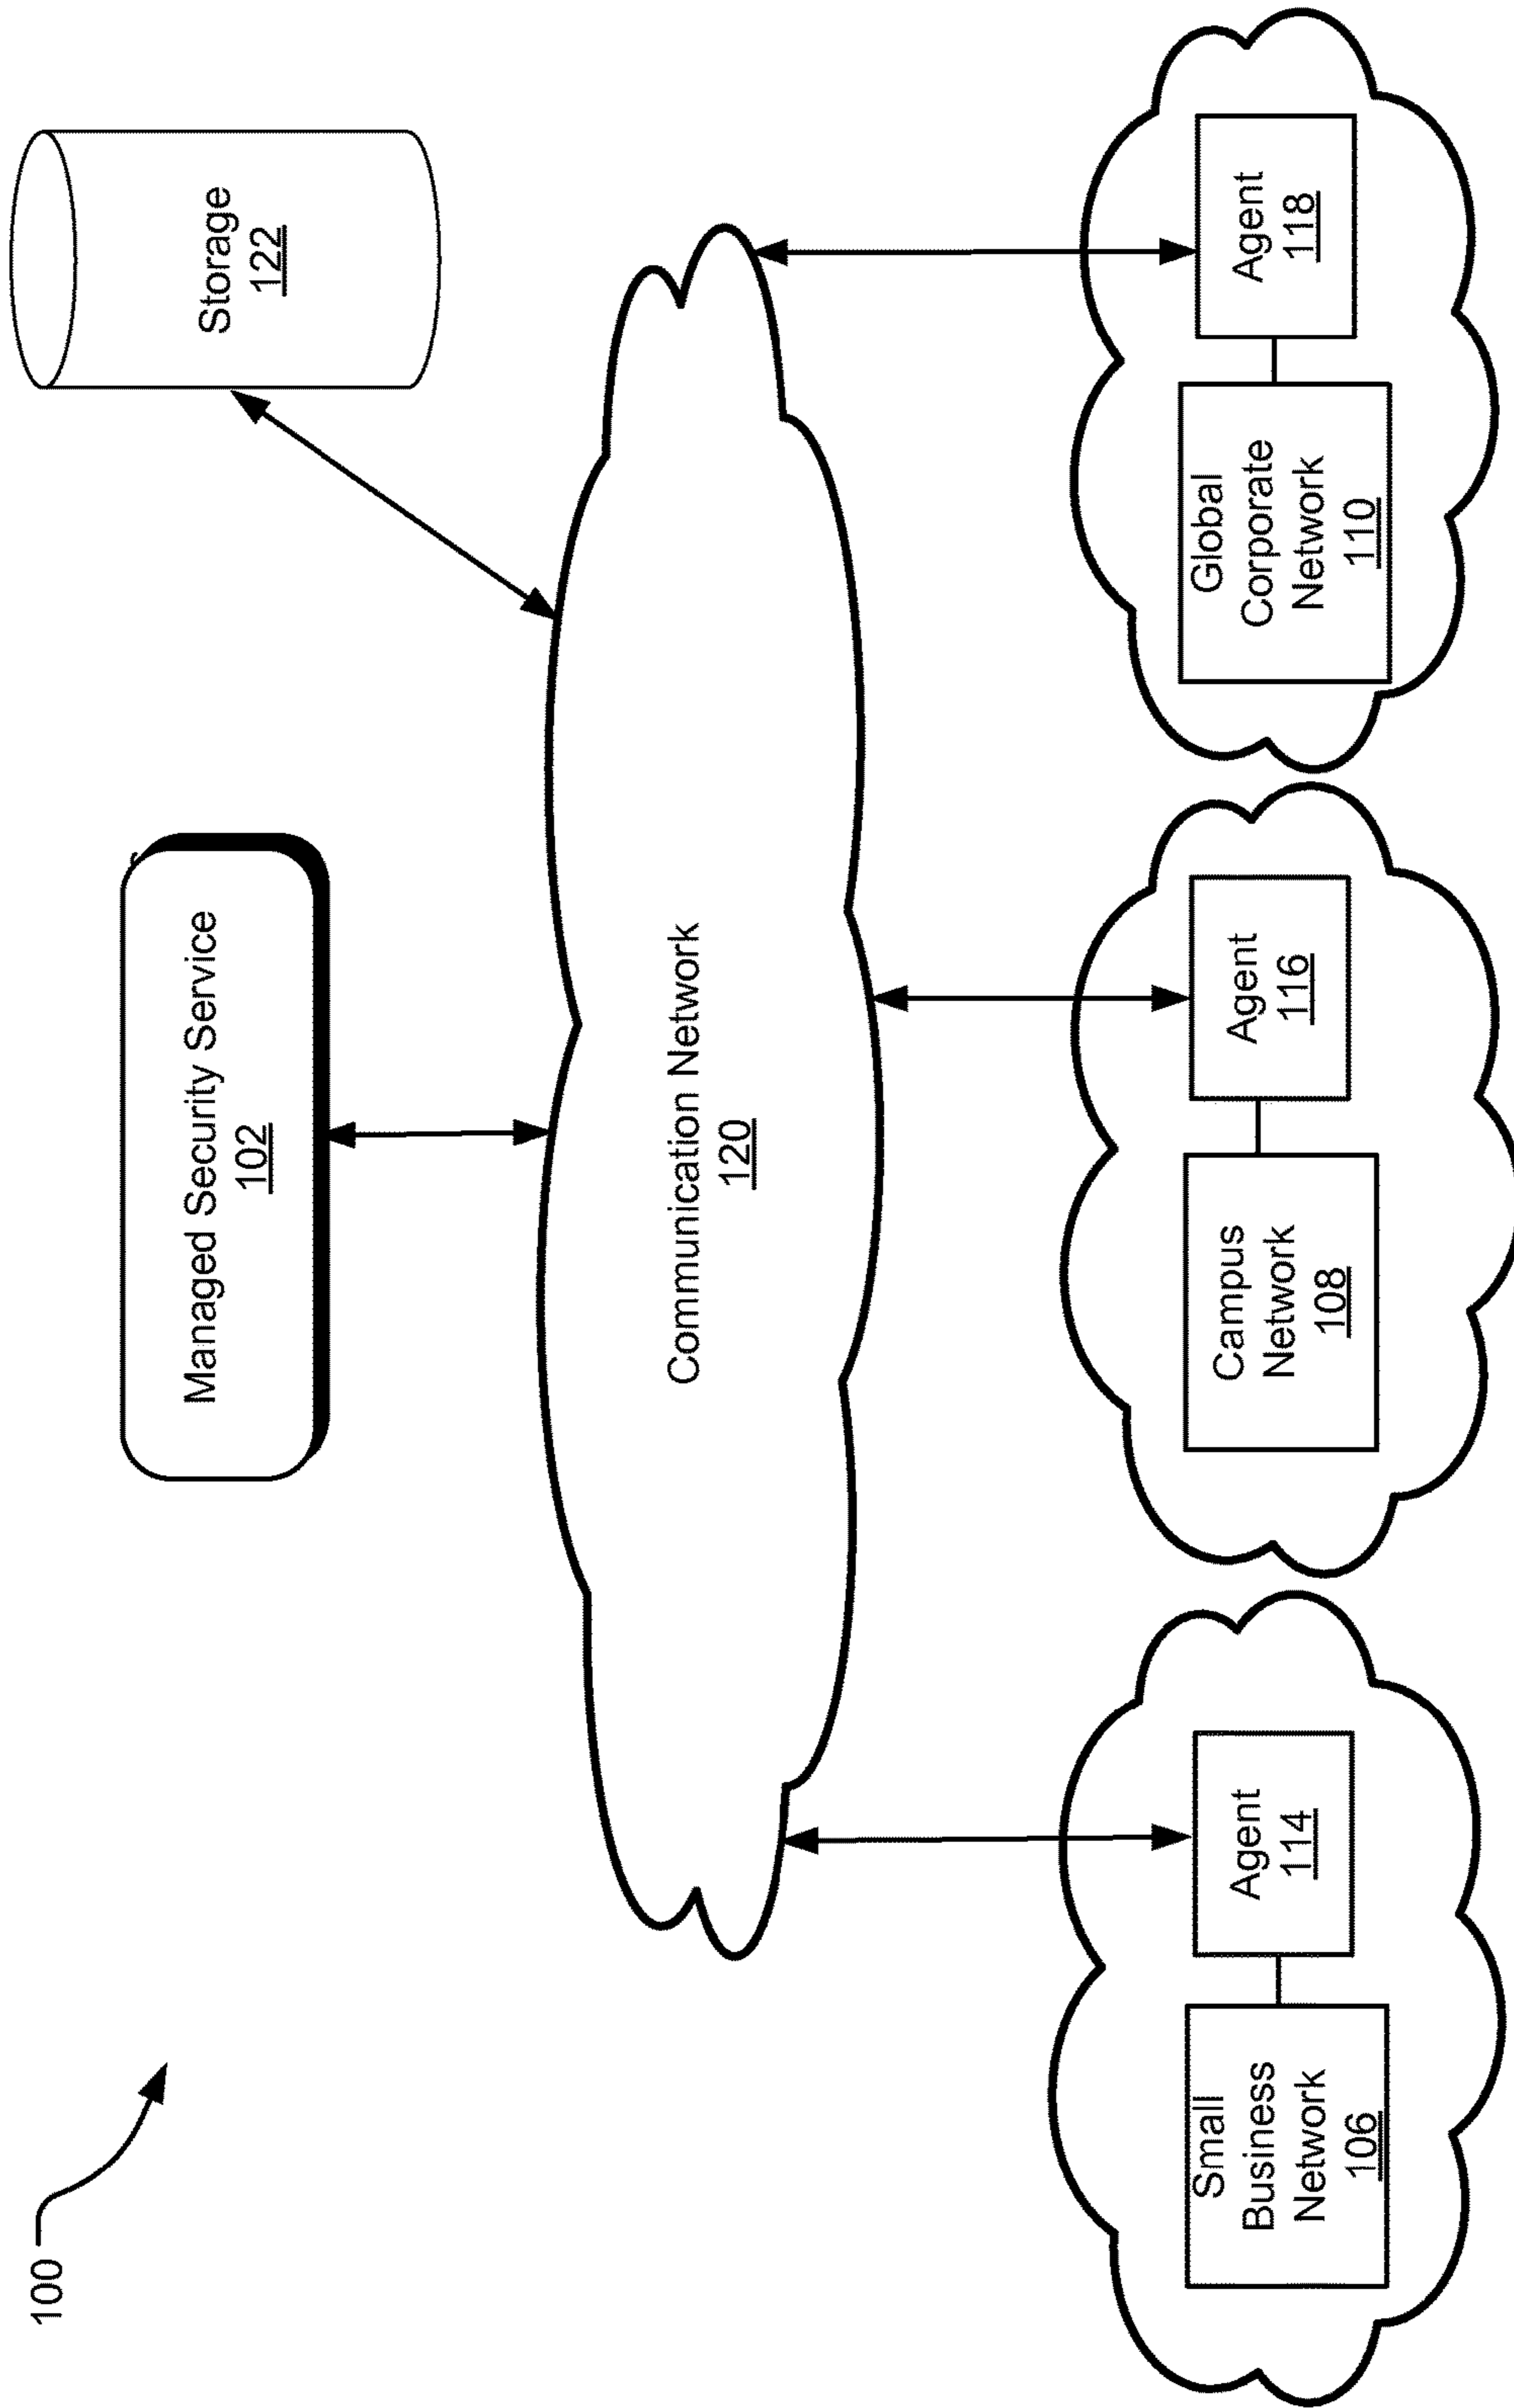 100
Managed Security Service
102
Storage
122
Communication Network
120
Small
Business
Network
106
Agent
114
Campus
Network
108
Agent
116
Global
Corporate
Network
110
Agent
118